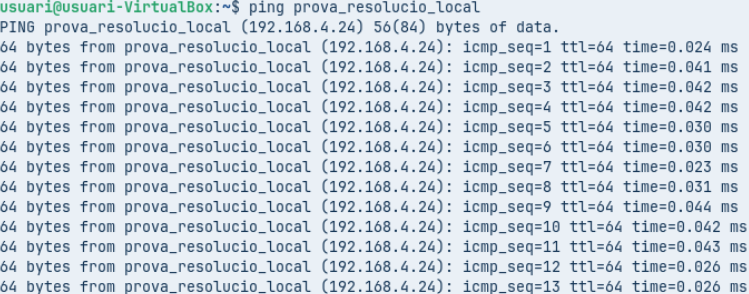 usuari@usuari-VirtualBox:~$ ping prova_resolucio_local
PING prova_resolucio_local (192.168.4.24) 56(84) bytes of data.
64 bytes from prova_resolucio_local (192.168.4.24): icmp_seq=1 ttl=64 time=0.024 ms
64 bytes from prova_resolucio_local (192.168.4.24): icmp_seq=2 ttl=64 time=0.041 ms
64 bytes from prova_resolucio_local (192.168.4.24): icmp_seq=3 ttl=64 time=0.042 ms
64 bytes from prova_resolucio_local (192.168.4.24): icmp_seq=4 ttl=64 time=0.042 ms
64 bytes from prova_resolucio_local (192.168.4.24): icmp_seq=5 ttl=64 time=0.030 ms
64 bytes from prova_resolucio_local (192.168.4.24): icmp_seq=6 ttl=64 time=0.030 ms
64 bytes from prova_resolucio_local (192.168.4.24): icmp_seq=7 ttl=64 time=0.023 ms
64 bytes from prova_resolucio_local (192.168.4.24): icmp_seq=8 ttl=64 time=0.031 ms
64 bytes from prova_resolucio_local (192.168.4.24): icmp_seq=9 ttl=64 time=0.044 ms
64 bytes from prova_resolucio_local (192.168.4.24): icmp_seq=10 ttl=64 time=0.042 ms
64 bytes from prova_resolucio_local (192.168.4.24): icmp_seq=11 ttl=64 time=0.043 ms
64 bytes from prova_resolucio_local (192.168.4.24): icmp_seq=12 ttl=64 time=0.026 ms
64 bytes from prova_resolucio_local (192.168.4.24): icmp_seq=13 ttl=64 time=0.026 ms